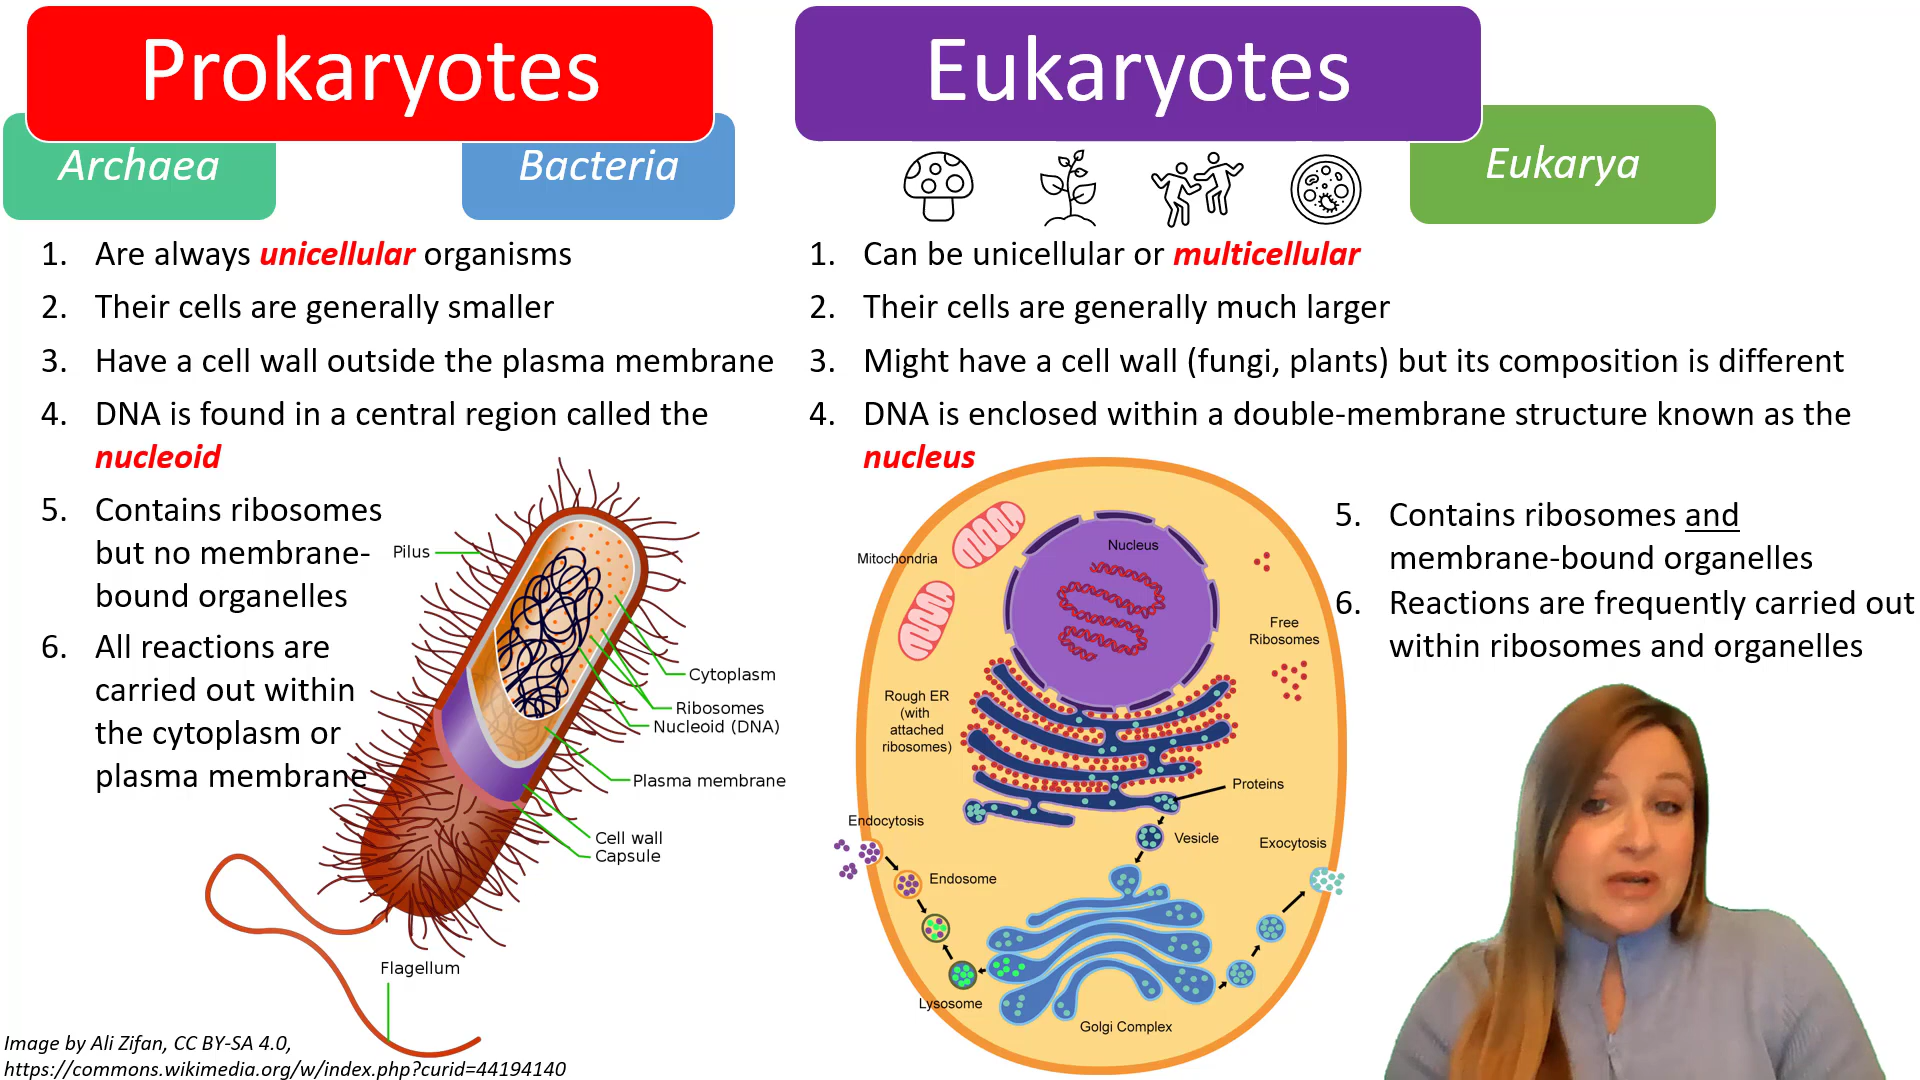 Prokaryotes
Archaea
Bacteria
1. Are always unicellular organisms
2. Their cells are generally smaller
3. Have a cell wall outside the plasma membrane
4. DNA is found in a central region called the
nucleoid
5. Contains ribosomes
but no membrane-
bound organelles
6. All reactions are
carried out within
the cytoplasm or
plasma membrane
Pilus
Cytoplasm
Ribosomes
Nucleoid (DNA)
Plasma membrane
Cell wall
Capsule
Flagellum
Image by Ali Zifan, CC BY-SA 4.0,
https://commons.wikimedia.org/w/index.php?curid=44194140
Eukaryotes
Eukarya
1. Can be unicellular or multicellular
2. Their cells are generally much larger
3. Might have a cell wall (fungi, plants) but its composition is different
4. DNA is enclosed within a double-membrane structure known as the
nucleus
5. Contains ribosomes and
membrane-bound organelles
6. Reactions are frequently carried out
within ribosomes and organelles
Mitochondria
Nucleus
Free
Ribosomes
Rough ER
(with
attached
ribosomes)
Proteins
Endocytosis
Vesicle
Exocytosis
Endosome
Lysosome
Golgi Complex